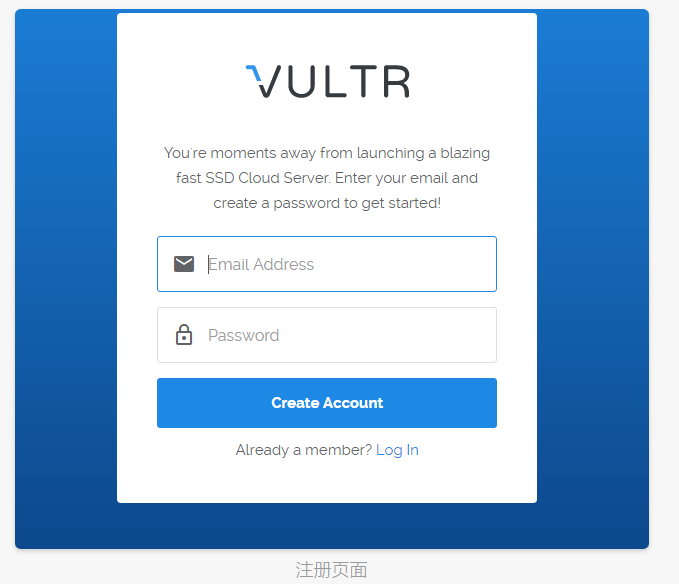 VULTR
You're moments away from launching a blazing
fast SSD Cloud Server. Enter your email and
create a password to get started!
Email Address
Password
Create Account
Already a member? Log In
注册页面